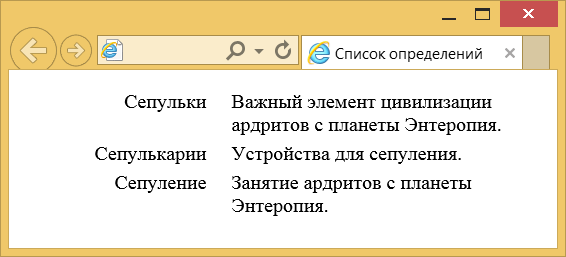 Список определений
Сепульки Важный элемент цивилизации
ардритов с планеты Энтеропия.
Сепулькарии Устройства для сепуления.
Сепуление Занятие ардритов с планеты
Энтеропия.